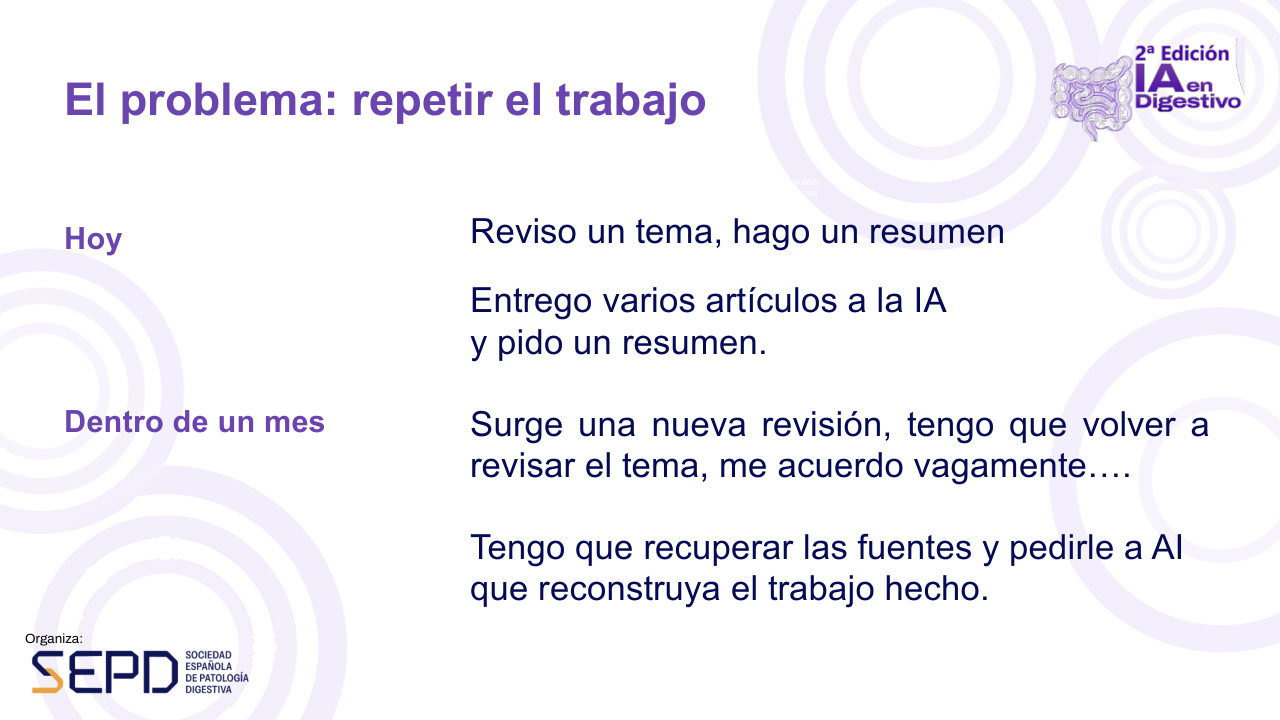 El problema: repetir el trabajo
2ª Edición
IA en
Digestivo
Hoy
Reviso un tema, hago un resumen
Entrego varios artículos a la IA
y pido un resumen.
Dentro de un mes
Surge una nueva revisión, tengo que volver a
revisar el tema, me acuerdo vagamente….
Tengo que recuperar las fuentes y pedirle a AI
que reconstruya el trabajo hecho.
Organiza:
SEPD
SOCIEDAD
ESPAÑOLA
DE PATOLOGÍA
DIGESTIVA